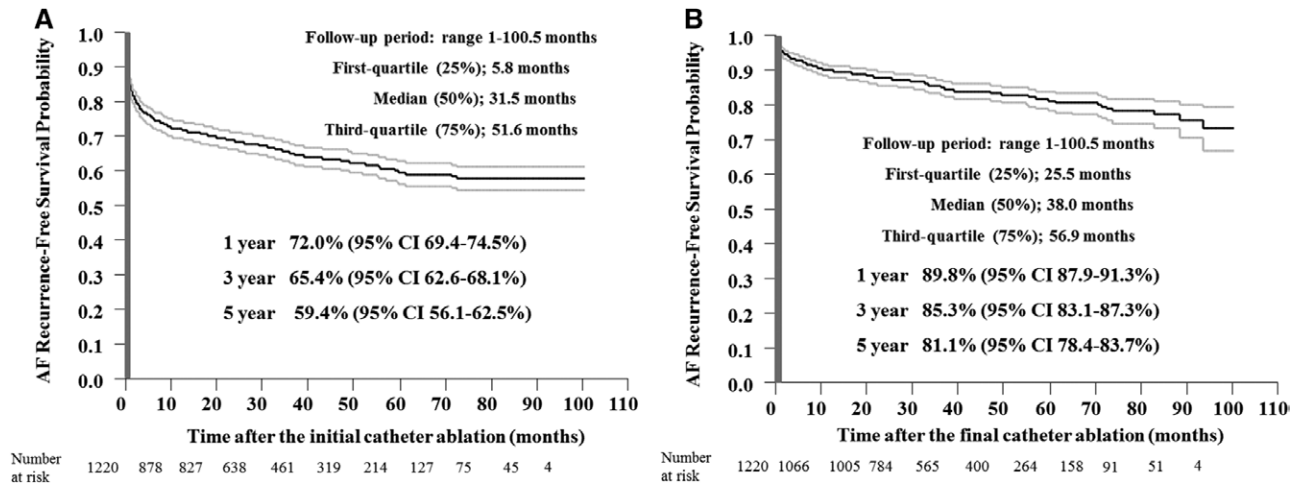 A
AF Recurrence-Free Survival Probability
1.0
0.9
0.8
0.7
0.6
0.5
0.4
0.3
0.2
0.1
0.0
Follow-up period: range 1-100.5 months
First-quartile (25%); 5.8 months
Median (50%); 31.5 months
Third-quartile (75%); 51.6 months
1 year 72.0% (95% CI 69.4-74.5%)
3 year 65.4% (95% CI 62.6-68.1%)
5 year 59.4% (95% CI 56.1-62.5%)
0 10 20 30 40 50 60 70 80 90 100 110
Time after the initial catheter ablation (months)
Number
at risk
1220 878 827 638 461 319 214 127 75 45 4
B
AF Recurrence-Free Survival Probability
1.0
0.9
0.8
0.7
0.6
0.5
0.4
0.3
0.2
0.1
0.0
Follow-up period: range 1-100.5 months
First-quartile (25%); 25.5 months
Median (50%); 38.0 months
Third-quartile (75%); 56.9 months
1 year 89.8% (95% CI 87.9-91.3%)
3 year 85.3% (95% CI 83.1-87.3%)
5 year 81.1% (95% CI 78.4-83.7%)
0 10 20 30 40 50 60 70 80 90 100 110
Time after the final catheter ablation (months)
Number
at risk
1220 1066 1005 784 565 400 264 158 91 51 4